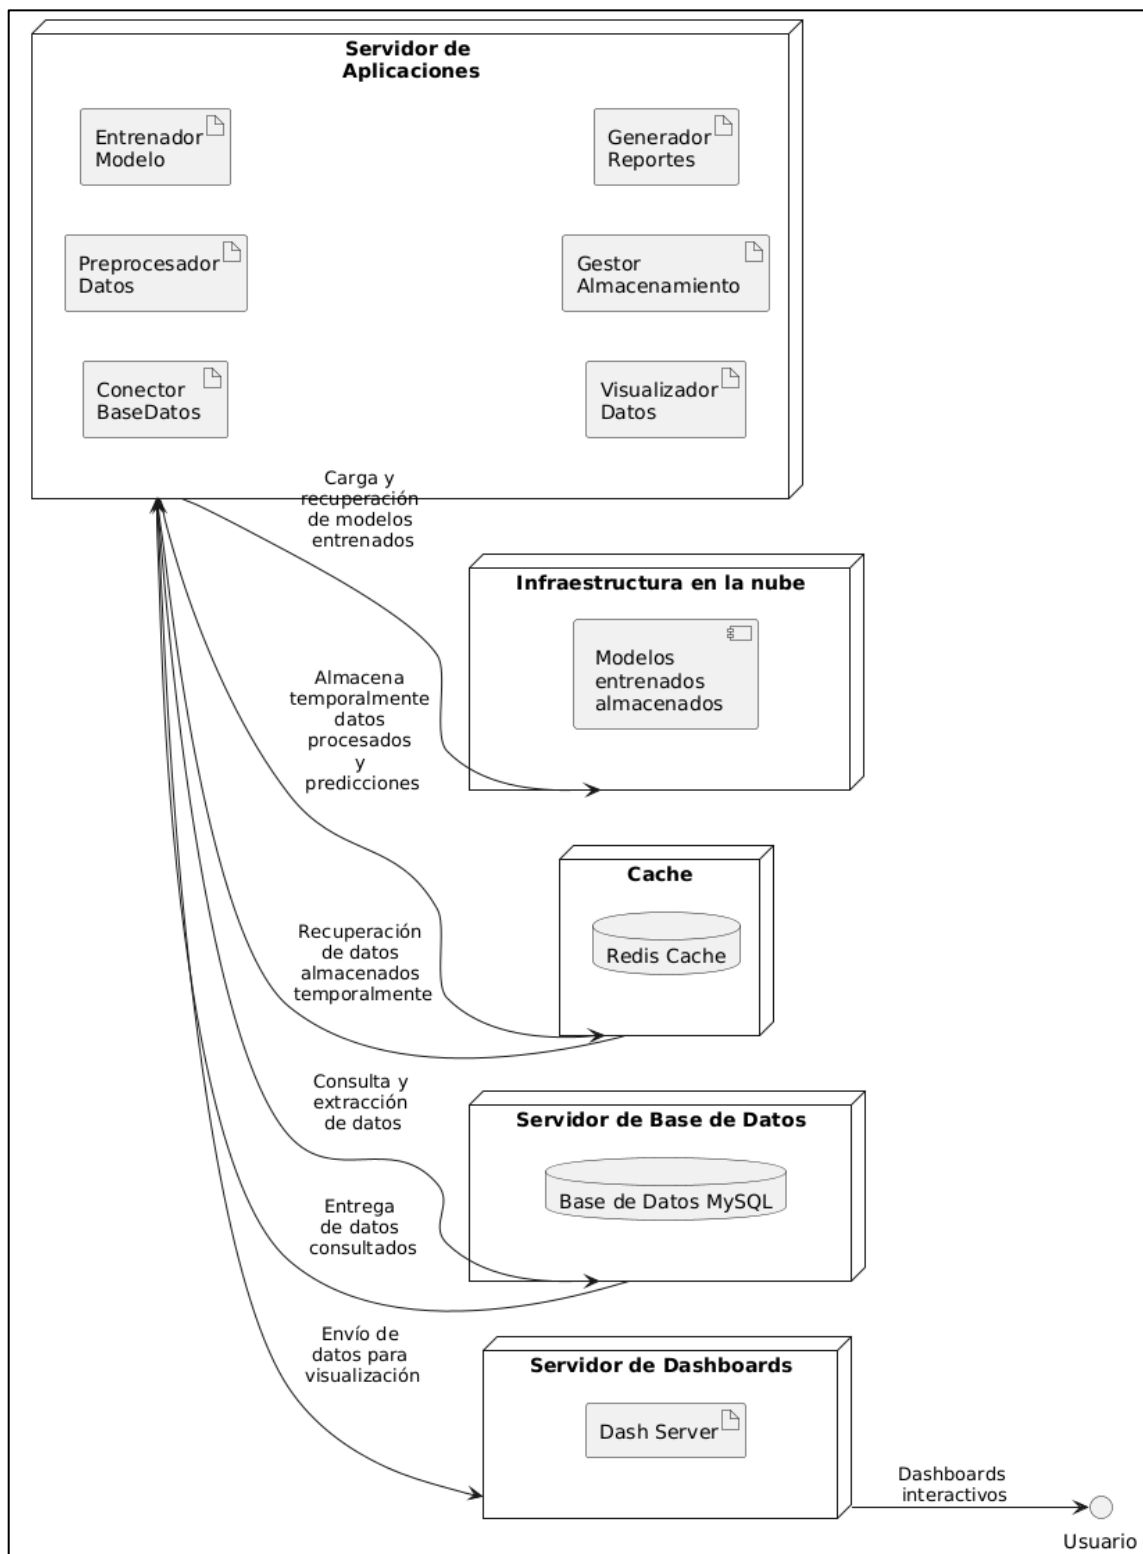 Servidor de
Aplicaciones
Entrenador
Modelo
Generador
Reportes
Preprocesador
Datos
Gestor
Almacenamiento
Conector
BaseDatos
Visualizador
Datos
Carga y
recuperación
de modelos
entrenados
Infraestructura en la nube
Modelos
entrenados
almacenados
Almacena
temporalmente
datos
procesados
y
predicciones
Cache
Redis Cache
Recuperación
de datos
almacenados
temporalmente
Consulta y
extracción
de datos
Servidor de Base de Datos
Base de Datos MySQL
Entrega
de datos
consultados
Envío de
datos para
visualización
Servidor de Dashboards
Dash Server
Dashboards
interactivos
Usuario